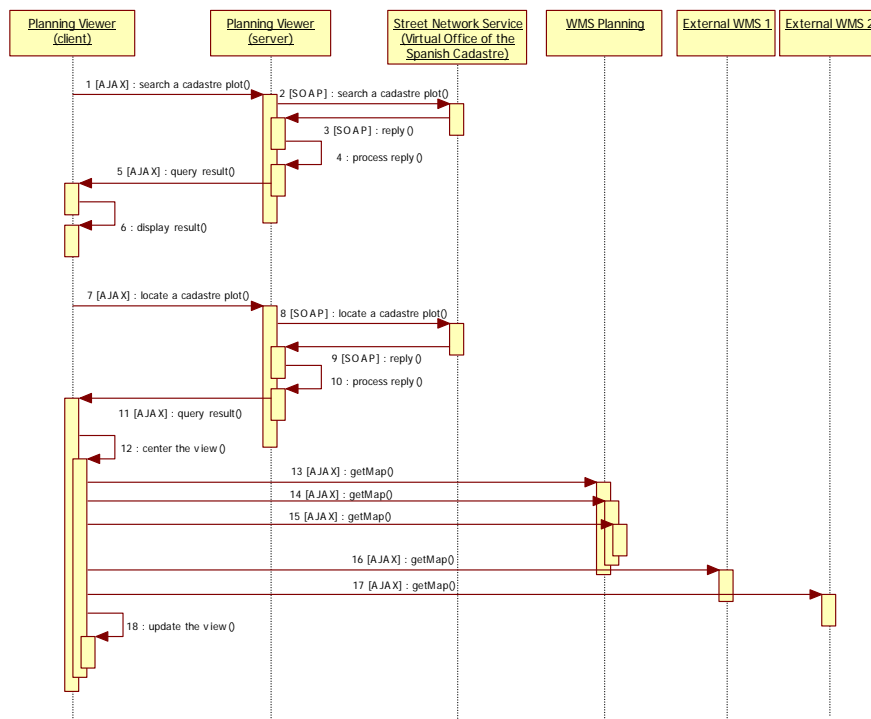 Planning Viewer
(client)
Planning Viewer
(server)
Street Network Service
(Virtual Office of the
Spanish Cadastre)
WMS Planning
External WMS 1
External WMS 2
1 [AJAX] : search a cadastre plot()
2 [SOAP] : search a cadastre plot()
3 [SOAP] : reply()
4 : process reply()
5 [AJAX] : query result()
6 : display result()
7 [AJAX] : locate a cadastre plot()
8 [SOAP] : locate a cadastre plot()
9 [SOAP] : reply()
10 : process reply()
11 [AJAX] : query result()
12 : center the view()
13 [AJAX] : getMap()
14 [AJAX] : getMap()
15 [AJAX] : getMap()
16 [AJAX] : getMap()
17 [AJAX] : getMap()
18 : update the view()